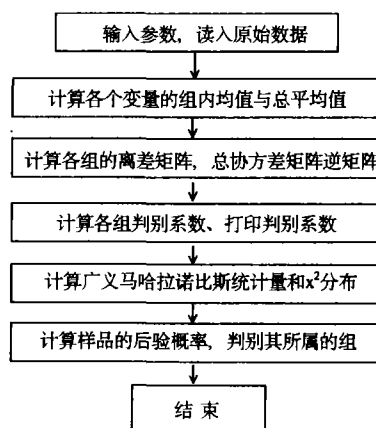 输入参数，读入原始数据
计算各个变量的组内均值与总平均值
计算各组的离差矩阵，总协方差矩阵逆矩阵
计算各组判别系数、打印判别系数
计算广义马哈拉诺比斯统计量和x²分布
计算样品的后验概率，判别其所属的组
结 束